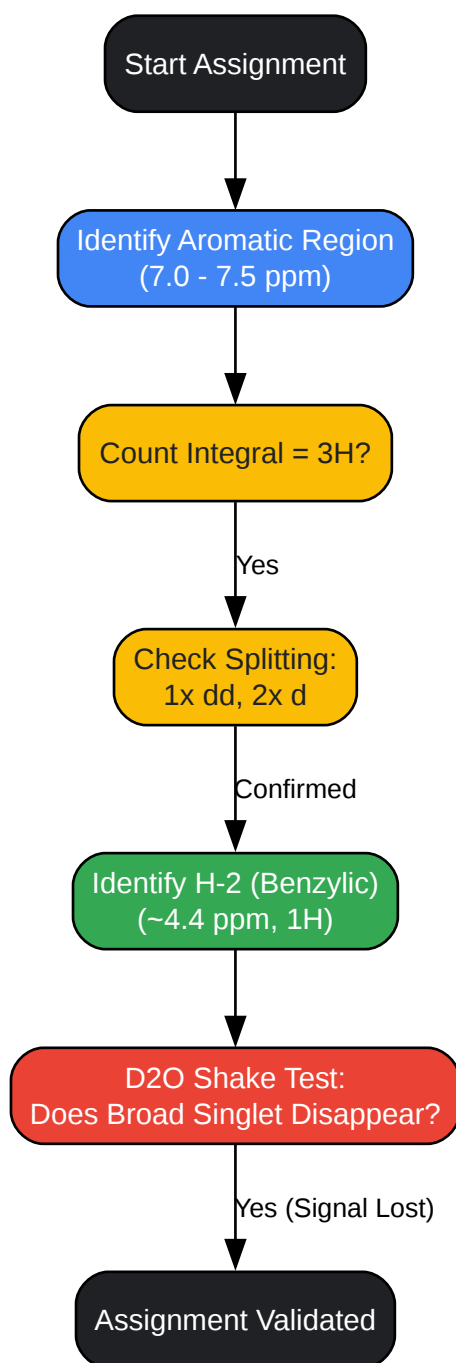 Start Assignment
Identify Aromatic Region
(7.0 - 7.5 ppm)
Count Integral = 3H?
Yes
Check Splitting:
1x dd, 2x d
Confirmed
Identify H-2 (Benzylic)
(~4.4 ppm, 1H)
D2O Shake Test:
Does Broad Singlet Disappear?
Yes (Signal Lost)
Assignment Validated